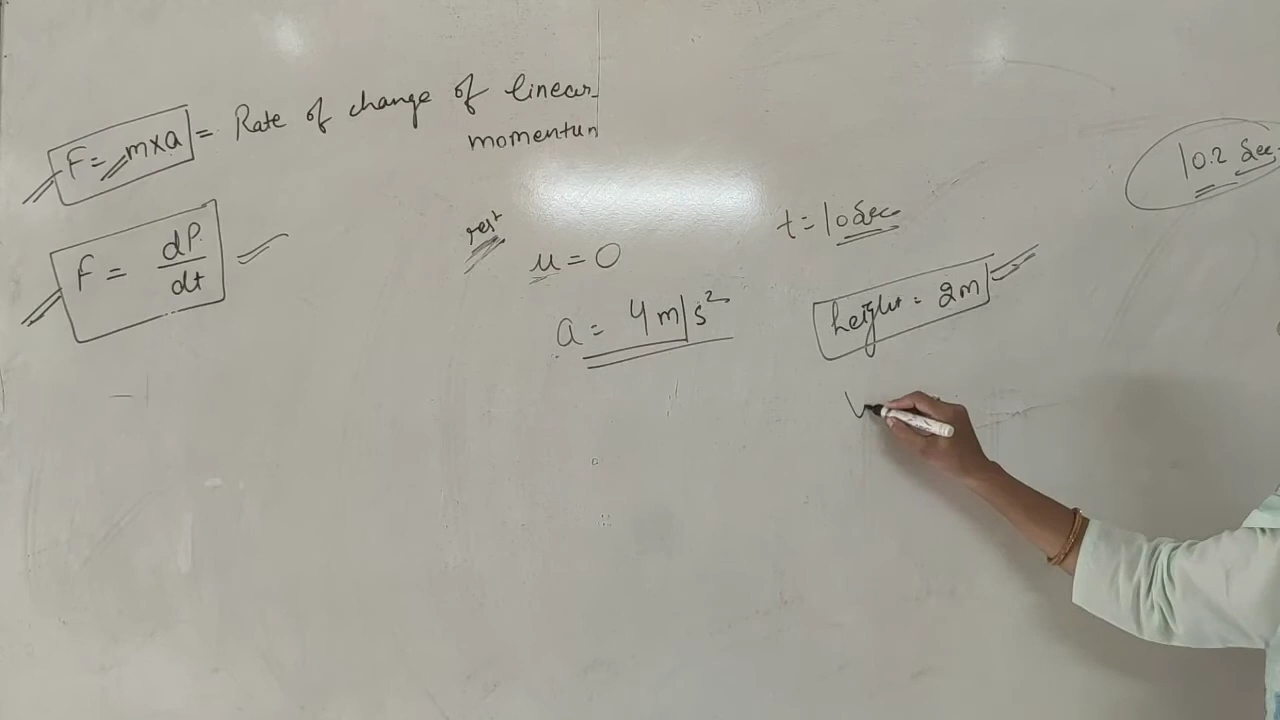 F = m×a = Rate of change of linear
momentum
F = dP/dt
rest
u = 0
a = 4 m/s²
t = 10 Sec
height = 2m
10.2 Sec
V